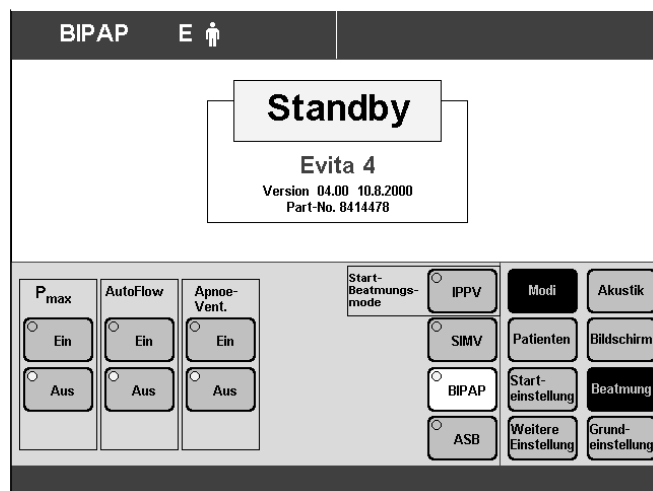 BIPAP E
Standby
Evita 4
Version 04.00 10.8.2000
Part-No. 8414478
Pmax
Ein
Aus
AutoFlow
Ein
Aus
Apnoe-
Vent.
Ein
Aus
Start-
Beatmungs-
mode
IPPV
SIMV
BIPAP
ASB
Modi
Akustik
Patienten
Bildschirm
Start-
einstellung
Beatmung
Weitere
Einstellung
Grund-
einstellung